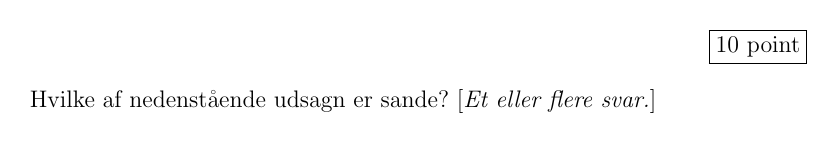 10 point
Hvilke af nedenstående udsagn er sande? [Et eller flere svar.]